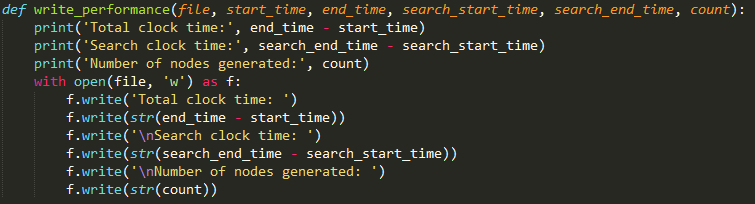 def write_performance(file, start_time, end_time, search_start_time, search_end_time, count):
    print('Total clock time:', end_time - start_time)
    print('Search clock time:', search_end_time - search_start_time)
    print('Number of nodes generated:', count)
    with open(file, 'w') as f:
        f.write('Total clock time: ')
        f.write(str(end_time - start_time))
        f.write('\nSearch clock time: ')
        f.write(str(search_end_time - search_start_time))
        f.write('\nNumber of nodes generated: ')
        f.write(str(count))